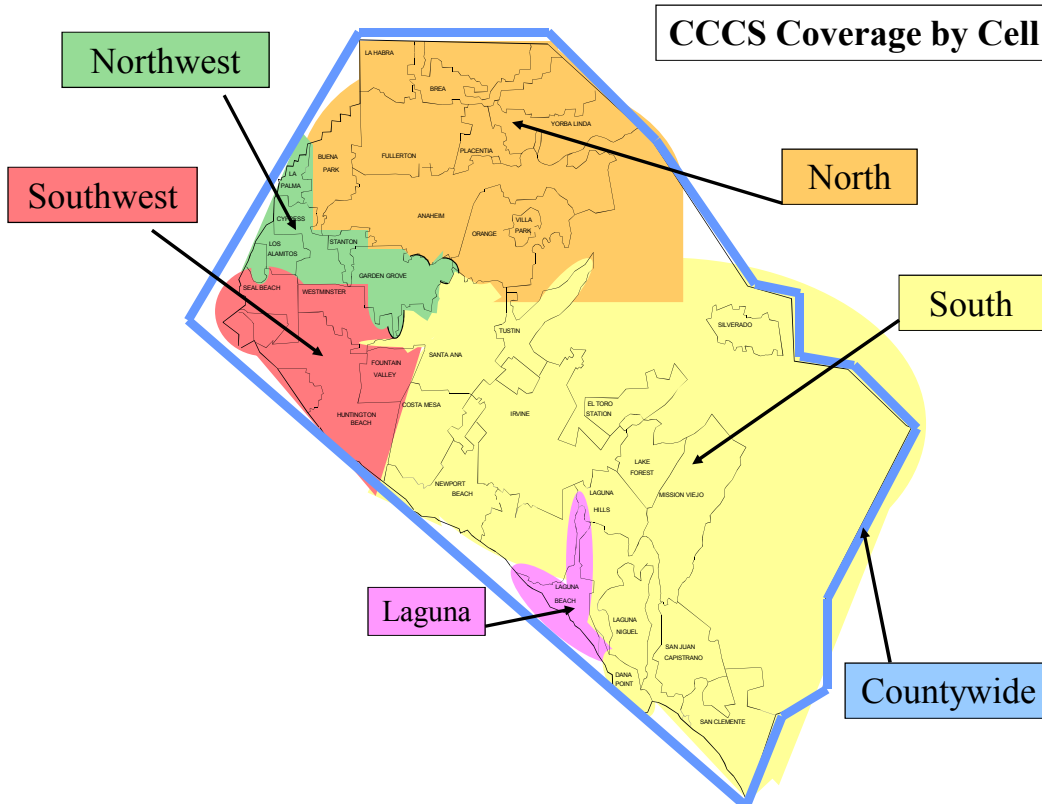 CCCS Coverage by Cell
Northwest
Southwest
North
South
Laguna
Countywide
LA HABRA
BREA
YORBA LINDA
BUENA
PARK
FULLERTON
PLACENTIA
LA
PALMA
CYPRESS
ANAHEIM
ORANGE
VILLA
PARK
STANTON
LOS
ALAMITOS
GARDEN GROVE
SEAL BEACH
WESTMINSTER
TUSTIN
SILVERADO
SANTA ANA
FOUNTAIN
VALLEY
COSTA MESA
HUNTINGTON
BEACH
IRVINE
EL TORO
STATION
LAKE
FOREST
MISSION VIEJO
NEWPORT
BEACH
LAGUNA
HILLS
LAGUNA
BEACH
LAGUNA
NIGUEL
SAN JUAN
CAPISTRANO
DANA
POINT
SAN CLEMENTE